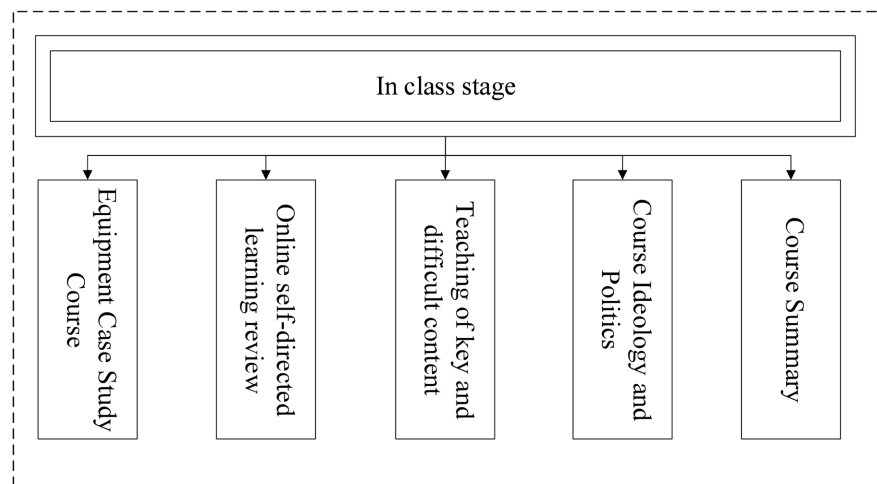 In class stage
Equipment Case Study
Course
Online self-directed
learning review
Teaching of key and
difficult content
Course Ideology and
Politics
Course Summary